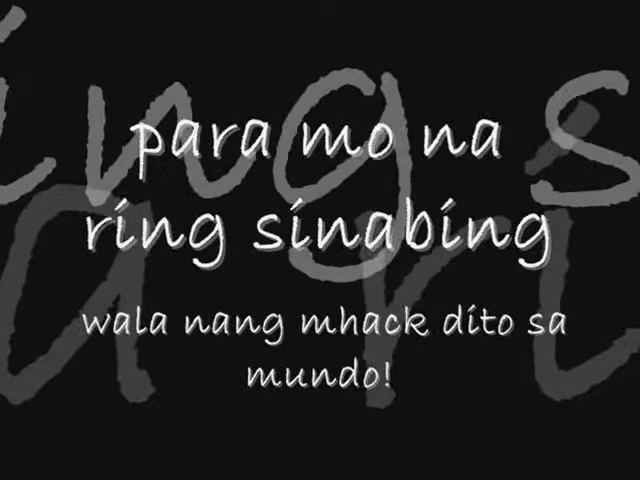 para mo na
ring sinabing
wala nang mhack dito sa
mundo!